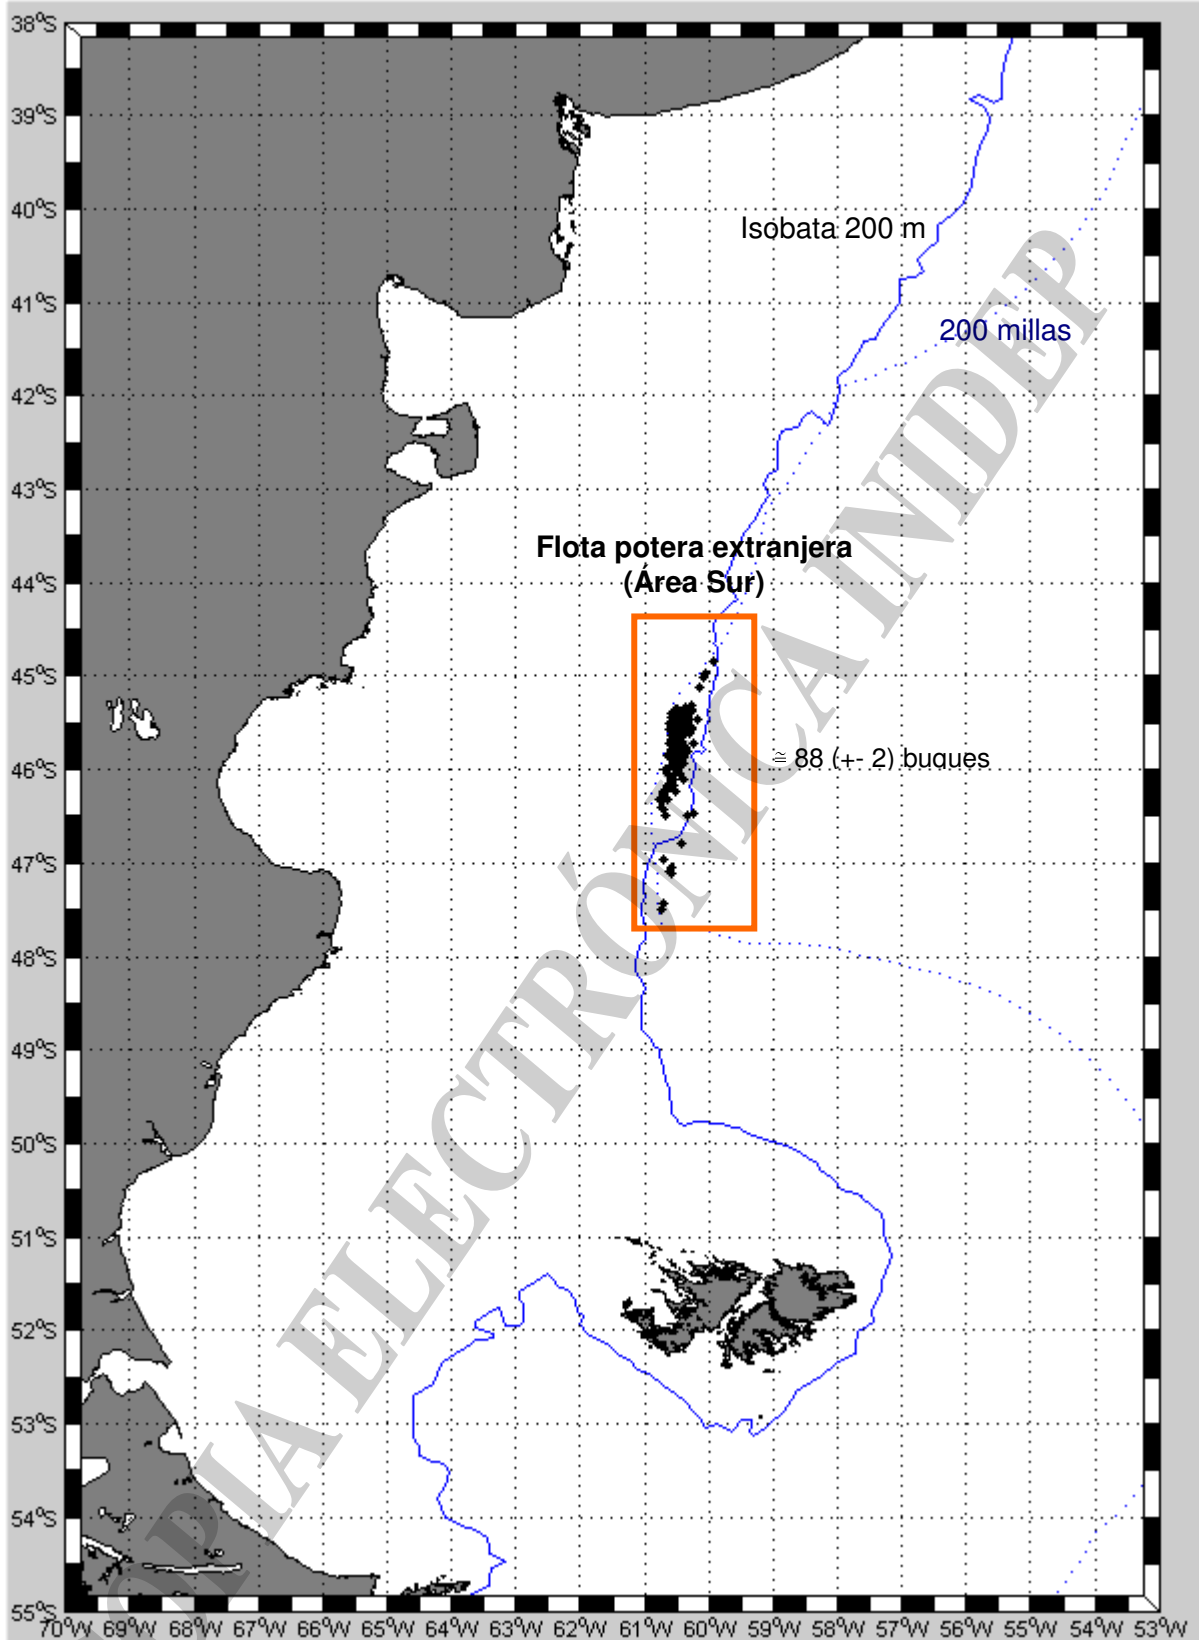 38°S
39°S
40°S
Isobata 200 m
41°S
200 millas
42°S
43°S
Flota potera extranjera
44°S
(Área Sur)
45°S
≅ 88 (+- 2) buques
46°S
47°S
48°S
49°S
50°S
51°S
52°S
53°S
54°S
55°S
70°W 69°W 68°W 67°W 66°W 65°W 64°W 63°W 62°W 61°W 60°W 59°W 58°W 57°W 56°W 55°W 54°W 53°W
OPIA ELECTRÓNICA INIDEP